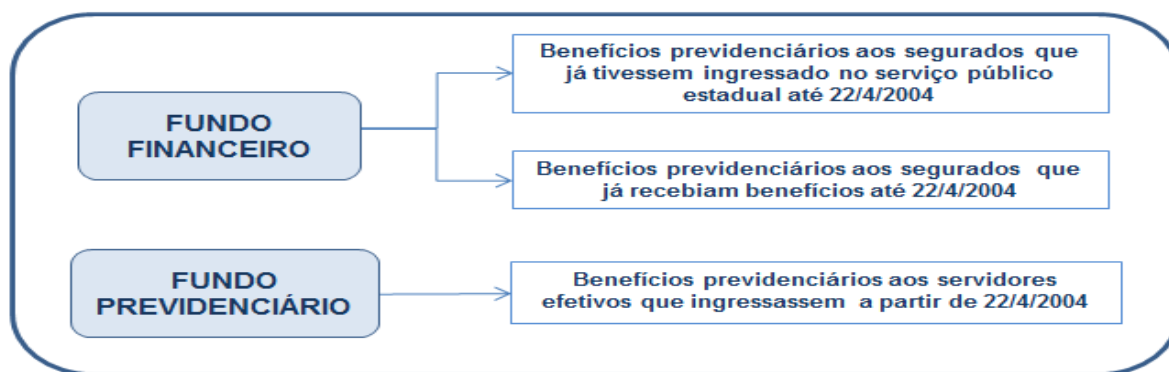 Benefícios previdenciários aos segurados que
já tivessem ingressado no serviço público
estadual até 22/4/2004
FUNDO
FINANCEIRO
Benefícios previdenciários aos segurados que
já recebiam benefícios até 22/4/2004
FUNDO
PREVIDENCIÁRIO
Benefícios previdenciários aos servidores
efetivos que ingressassem a partir de 22/4/2004